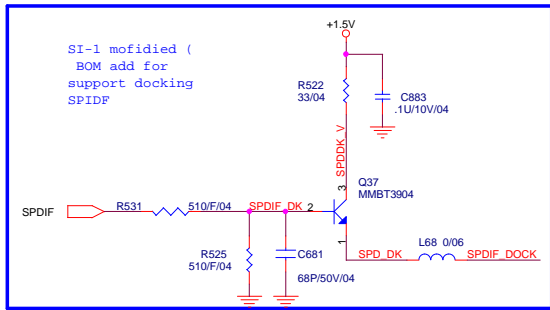 SI-1 mofidied (
BOM add for
support docking
SPIDF
+1.5V
R522
33/04
C883
.1U/10V/04
SPDDK_V
Q37
MMBT3904
3
SPDIF
R531
510/F/04
SPDIF_DK
2
1
R525
510/F/04
C681
68P/50V/04
SPD_DK
L68 0/06
SPDIF_DOCK